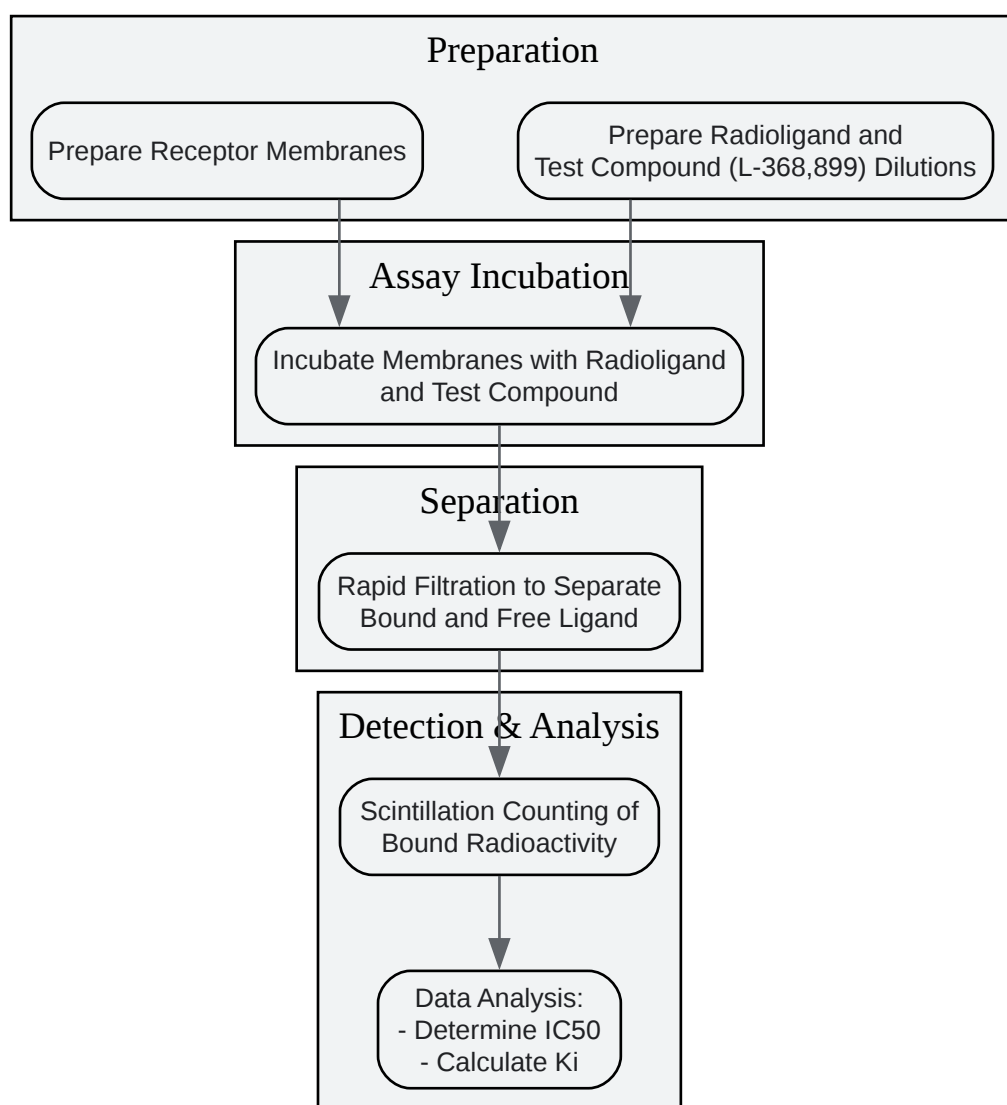 Preparation
Prepare Receptor Membranes
Prepare Radioligand and
Test Compound (L-368,899) Dilutions
Assay Incubation
Incubate Membranes with Radioligand
and Test Compound
Separation
Rapid Filtration to Separate
Bound and Free Ligand
Detection & Analysis
Scintillation Counting of
Bound Radioactivity
Data Analysis:
- Determine IC50
- Calculate Ki